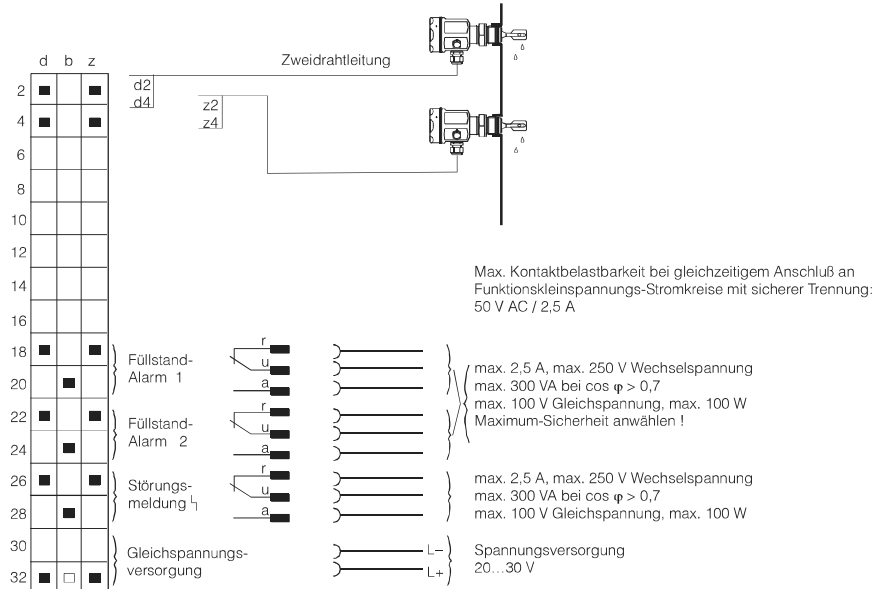 Zweidrahtleitung
d b z
2
4
6
8
10
12
14
16
18
20
22
24
26
28
30
32
d2
d4
z2
z4
Max. Kontaktbelastbarkeit bei gleichzeitigem Anschluß an
Funktionskleinspannungs-Stromkreise mit sicherer Trennung:
50 V AC / 2,5 A
Füllstand-
Alarm 1
r
u
a
max. 2,5 A, max. 250 V Wechselspannung
max. 300 VA bei cos φ > 0,7
max. 100 V Gleichspannung, max. 100 W
Maximum-Sicherheit anwählen !
Füllstand-
Alarm 2
r
u
a
Störungs-
meldung
r
u
a
max. 2,5 A, max. 250 V Wechselspannung
max. 300 VA bei cos φ > 0,7
max. 100 V Gleichspannung, max. 100 W
Gleichspannungs-
versorgung
L–
L+
Spannungsversorgung
20...30 V